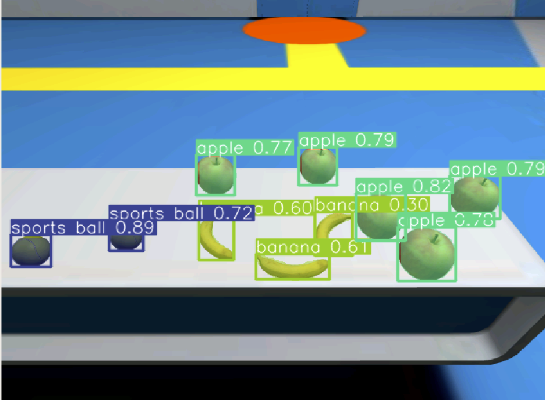 apple 0.77
apple 0.79
apple 0.79
apple 0.82
sports ball 0.72
a 0.60
banana 0.30
apple 0.78
sports ball 0.89
banana 0.61